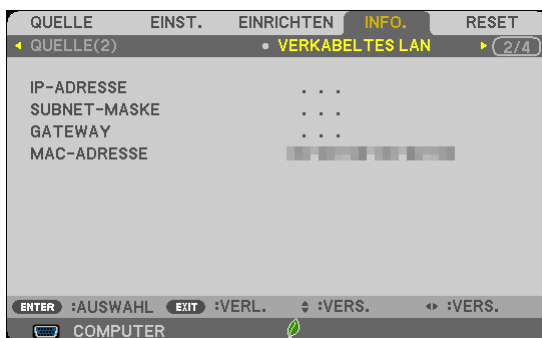 QUELLE EINST. EINRICHTEN INFO. RESET
QUELLE(2) VERKABELTES LAN 2/4
IP-ADRESSE . . .
SUBNET-MASKE . . .
GATEWAY . . .
MAC-ADRESSE
ENTER :AUSWAHL EXIT :VERL. :VERS. :VERS.
COMPUTER